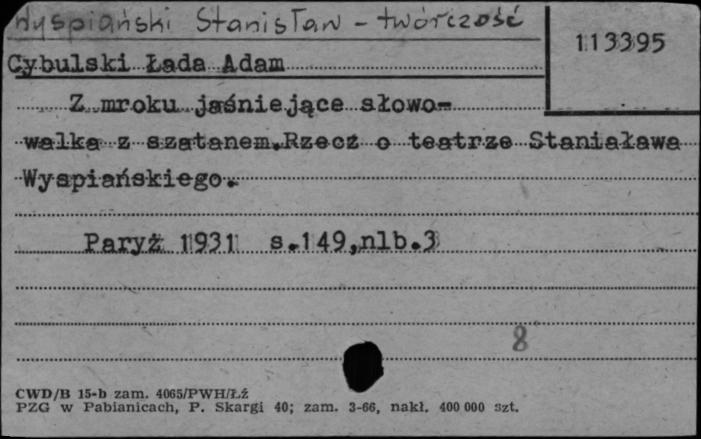 Wyspiański Stanisław - twórczość
113395
Cybulski Łada Adam
Z mroku jaśniejące słowo-
walka z szatanem.Rzecz o teatrze Stanisława
Wyspiańskiego.
Paryż 1931 s.149,nlb.3
8
CWD/B 15-b zam. 4065/PWH/Łź
PZG w Pabianicach, P. Skargi 40; zam. 3-66, nakł. 400 000 szt.